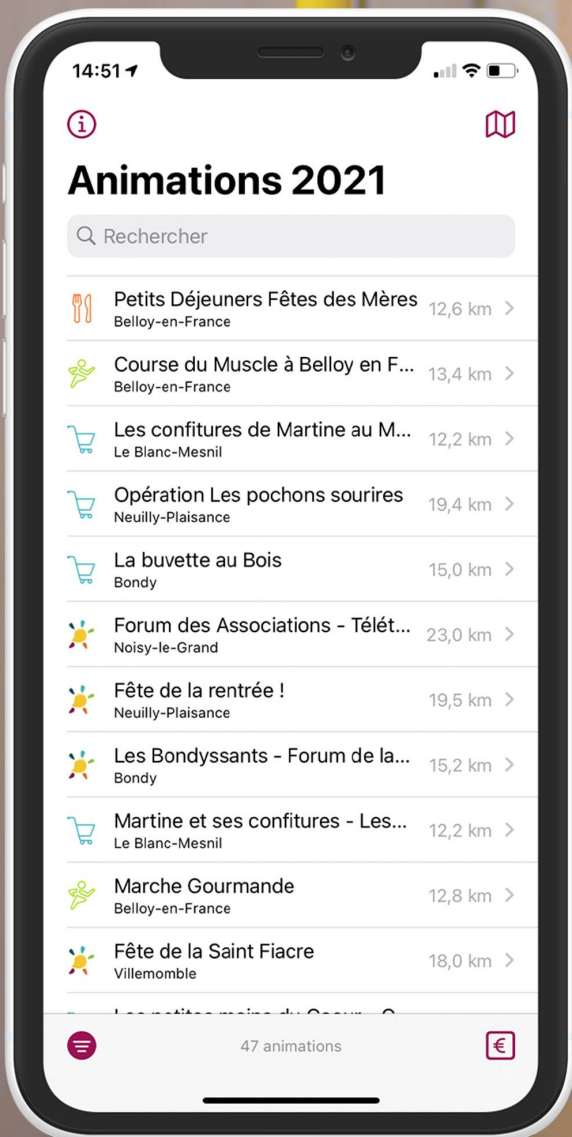 14:51
Animations 2021
Rechercher
Petits Déjeuners Fêtes des Mères
12,6 km
Belloy-en-France
Course du Muscle à Belloy en F...
13,4 km
Belloy-en-France
Les confitures de Martine au M...
12,2 km
Le Blanc-Mesnil
Opération Les pochons sourires
19,4 km
Neuilly-Plaisance
La buvette au Bois
15,0 km
Bondy
Forum des Associations - Télét...
23,0 km
Noisy-le-Grand
Fête de la rentrée !
19,5 km
Neuilly-Plaisance
Les Bondyssants - Forum de la...
15,2 km
Bondy
Martine et ses confitures - Les...
12,2 km
Le Blanc-Mesnil
Marche Gourmande
12,8 km
Belloy-en-France
Fête de la Saint Fiacre
18,0 km
Villemomble
47 animations
€